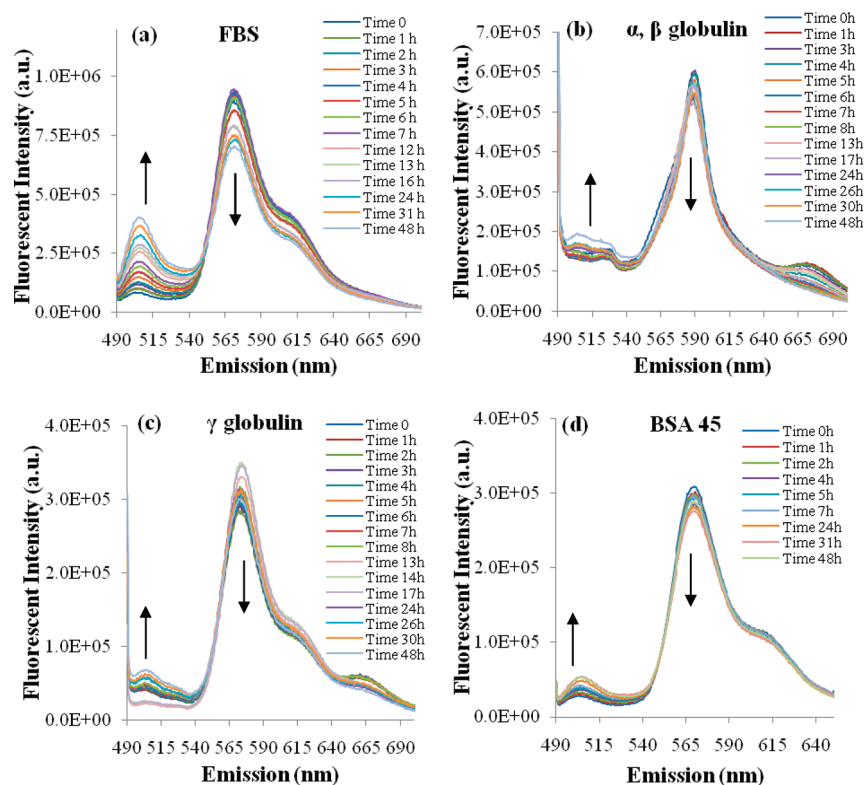 (a) FBS
Fluorescent Intensity (a.u.)
1.0E+06
7.5E+05
5.0E+05
2.5E+05
0.0E+00
490 515 540 565 590 615 640 665 690
Emission (nm)
Time 0
Time 1 h
Time 2 h
Time 3 h
Time 4 h
Time 5 h
Time 6 h
Time 7 h
Time 12 h
Time 13 h
Time 16 h
Time 24 h
Time 31 h
Time 48h
(b) α, β globulin
Fluorescent Intensity (a.u.)
7.0E+05
6.0E+05
5.0E+05
4.0E+05
3.0E+05
2.0E+05
1.0E+05
0.0E+00
490 515 540 565 590 615 640 665 690
Emission (nm)
Time 0h
Time 1h
Time 3h
Time 4h
Time 5h
Time 6h
Time 7h
Time 8h
Time 13h
Time 17h
Time 24h
Time 26h
Time 30h
Time 48h
(c) γ globulin
Fluorescent Intensity (a.u.)
4.0E+05
3.0E+05
2.0E+05
1.0E+05
0.0E+00
490 515 540 565 590 615 640 665 690
Emission (nm)
Time 0
Time 1h
Time 2h
Time 3h
Time 4h
Time 5h
Time 6h
Time 7h
Time 8h
Time 13h
Time 14h
Time 17h
Time 24h
Time 26h
Time 30h
Time 48h
(d) BSA 45
Fluorescent Intensity (a.u.)
4.0E+05
3.0E+05
2.0E+05
1.0E+05
0.0E+00
490 515 540 565 590 615 640
Emission (nm)
Time 0h
Time 1h
Time 2h
Time 4h
Time 5h
Time 7h
Time 24h
Time 31h
Time 48h